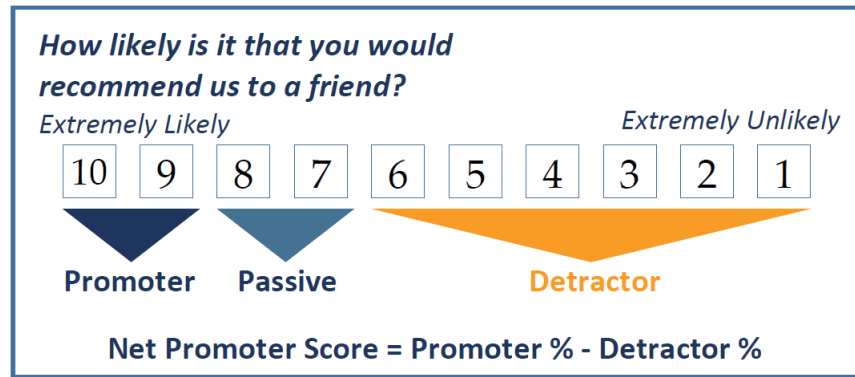 How likely is it that you would
recommend us to a friend?
Extremely Likely
Extremely Unlikely
10 9 8 7 6 5 4 3 2 1
Promoter Passive Detractor
Net Promoter Score = Promoter % - Detractor %